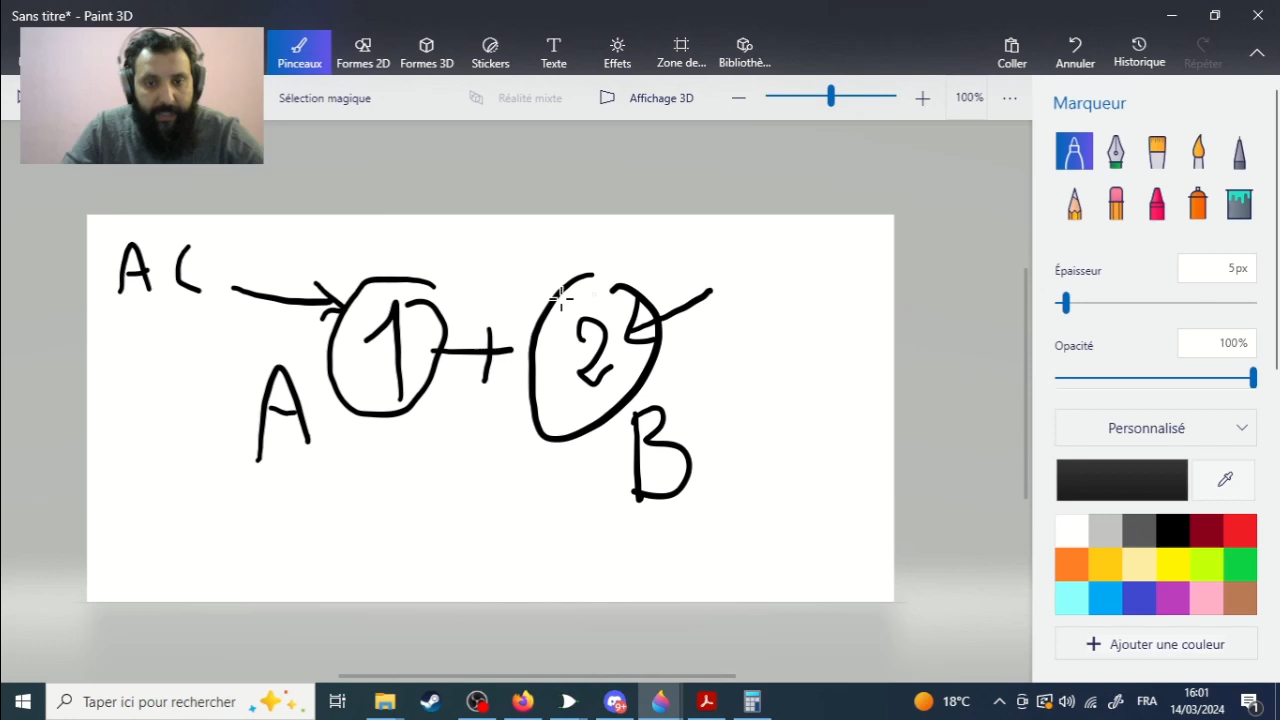 Sans titre* - Paint 3D
Pinceaux Formes 2D Formes 3D Stickers Texte Effets Zone de... Bibliothè... Coller Annuler Historique Répéter
Sélection magique Réalité mixte Affichage 3D 100% ...
Marqueur
Épaisseur 5px
Opacité 100%
Personnalisé
Ajouter une couleur
A C
1 + 2
A
B
Taper ici pour rechercher 9+ 18°C FRA 16:01
14/03/2024 1